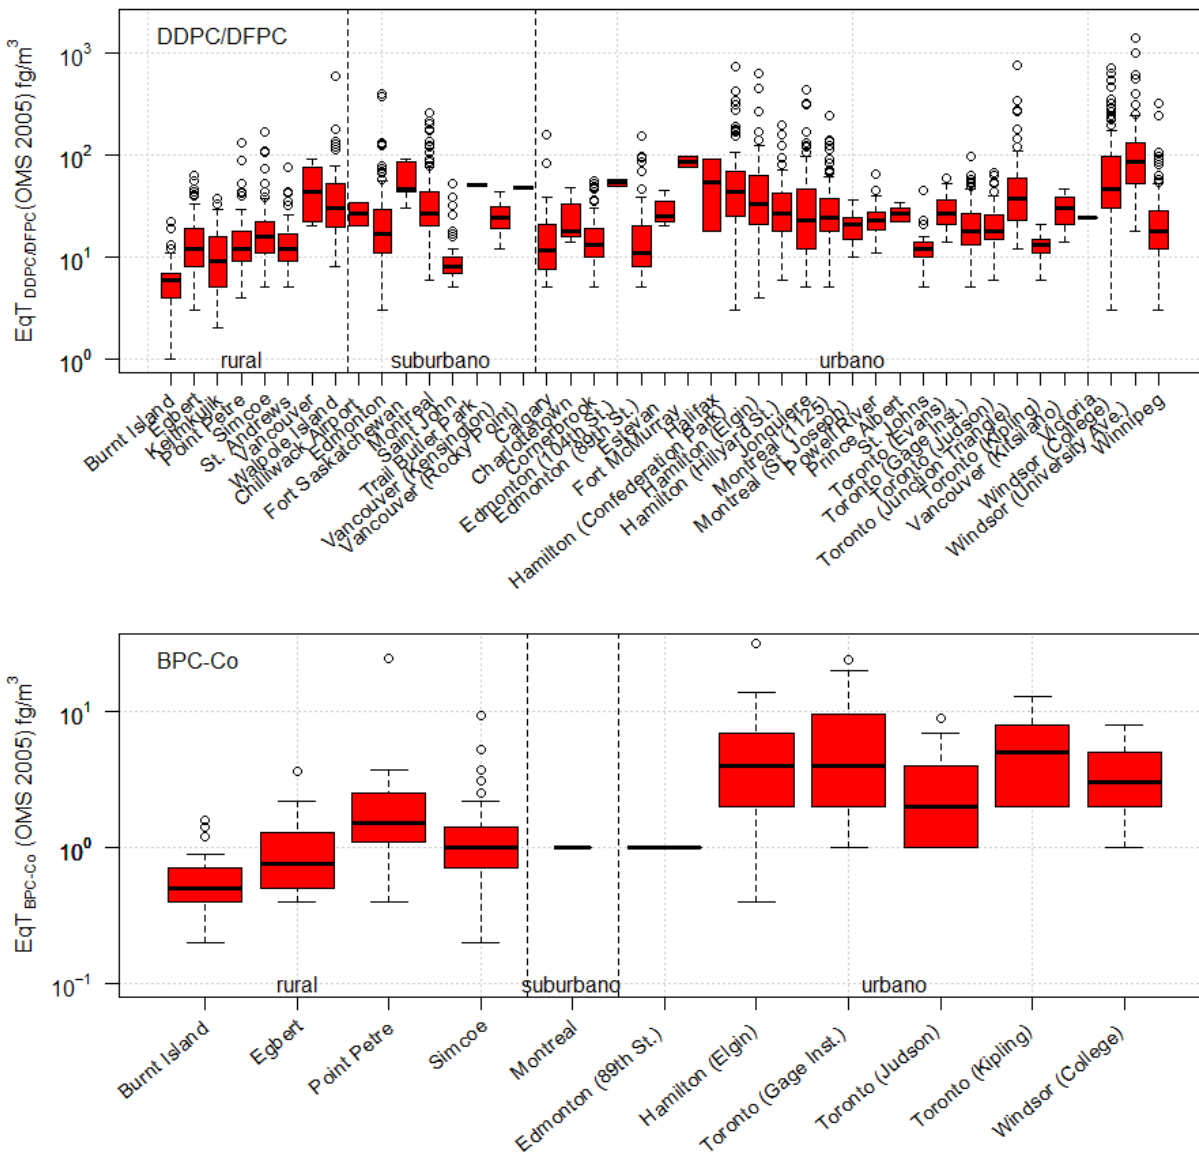 DDPC/DFPC
EqT DDPC/DFPC (OMS 2005) fg/m3
10^3
10^2
10^1
10^0
rural
suburbano
urbano
Burnt Island
Egbert
Kejimkujik
Point Petre
Simcoe
St. Andrews
Vancouver
Walpole Island
Chilliwack Airport
Edmonton
Fort Saskatchewan
Montreal
Saint John
Trail Butler Park
Vancouver (Kensington)
Vancouver (Rocky Point)
Calgary
Charlottetown
Cornerbrook
Edmonton (104th St.)
Edmonton (89th St.)
Estevan
Fort McMurray
Halifax
Hamilton (Confederation Park)
Hamilton (Elgin)
Hamilton (Hillyard St.)
Jonquiere
Montreal (1125)
Montreal (St. Joseph)
Powell River
Prince Albert
St. Johns
Toronto (Evans)
Toronto (Gage Inst.)
Toronto (Judson)
Toronto (Junction Triangle)
Toronto (Kipling)
Vancouver (Kitsilano)
Victoria
Windsor (College)
Windsor (University Ave.)
Winnipeg
BPC-Co
EqT BPC-Co (OMS 2005) fg/m3
10^1
10^0
10^-1
rural
suburbano
urbano
Burnt Island
Egbert
Point Petre
Simcoe
Montreal
Edmonton (89th St.)
Hamilton (Elgin)
Toronto (Gage Inst.)
Toronto (Judson)
Toronto (Kipling)
Windsor (College)